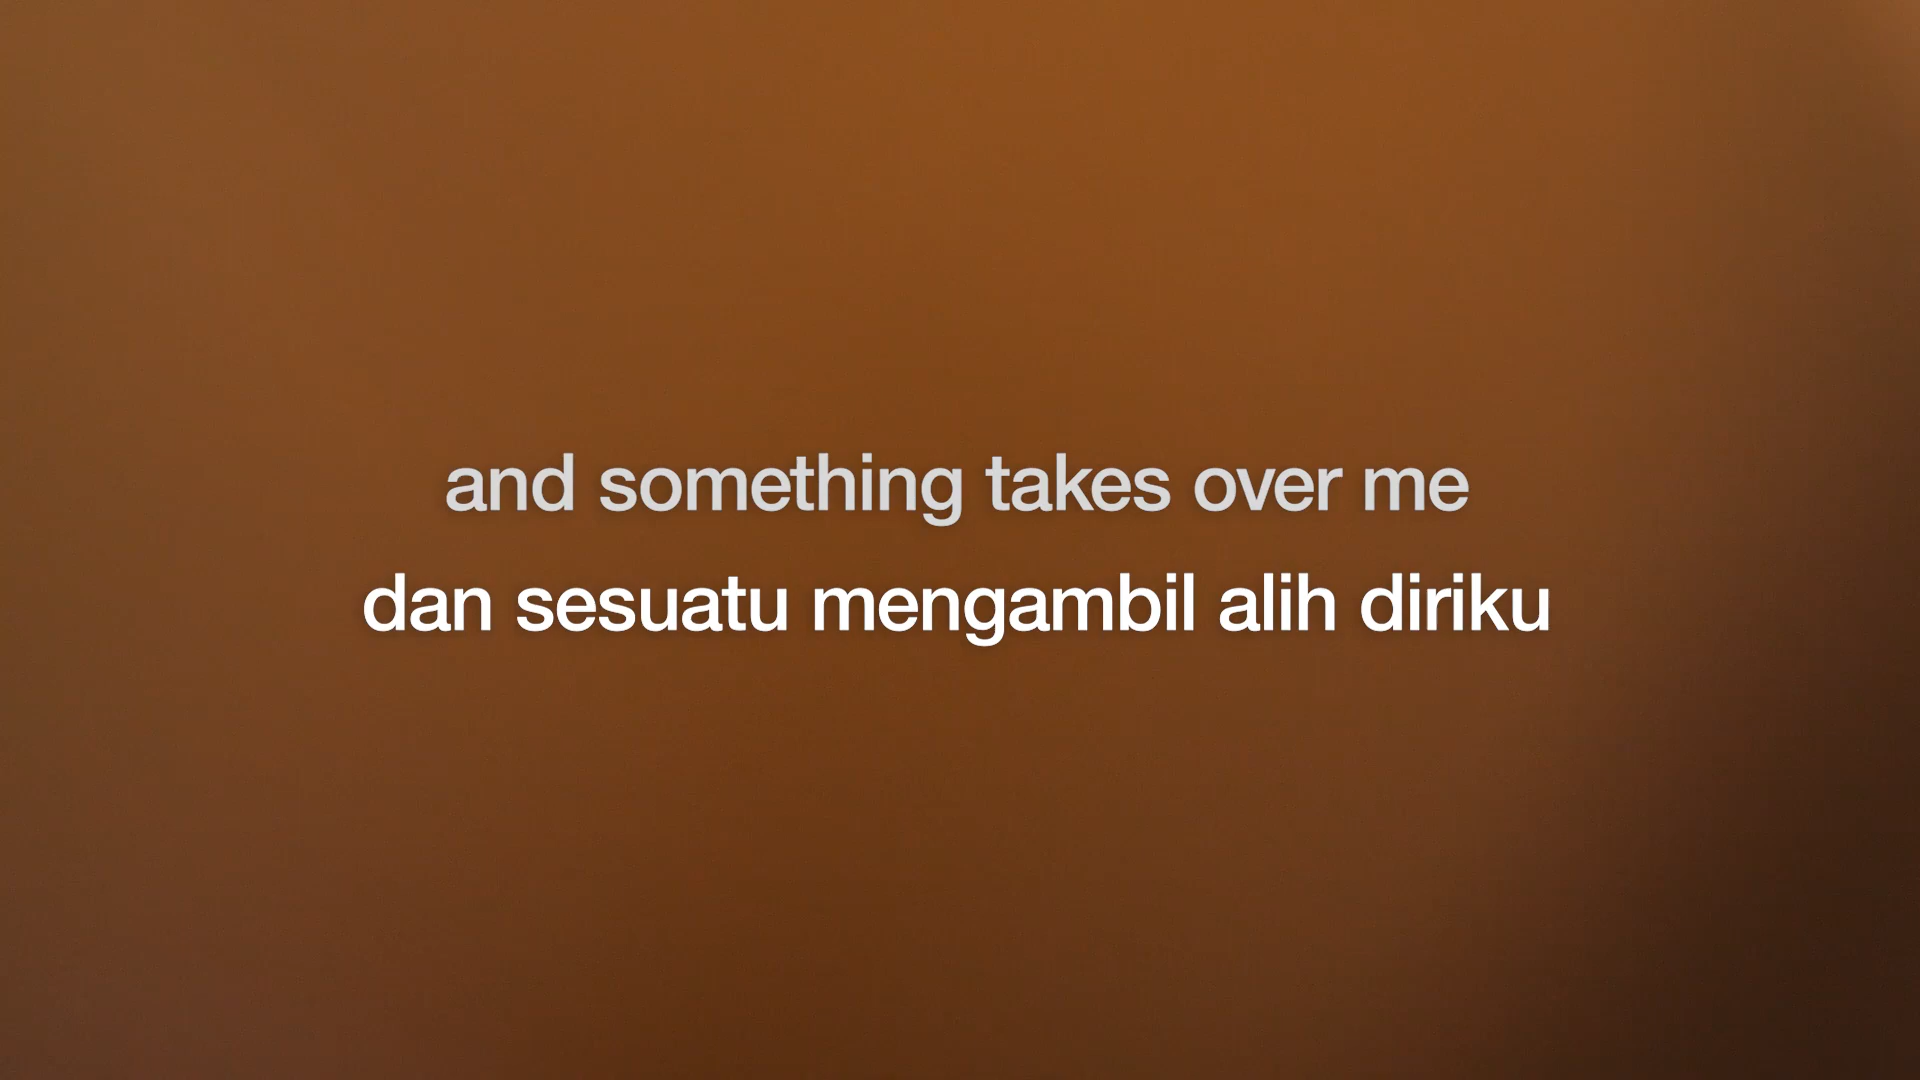 and something takes over me
dan sesuatu mengambil alih diriku